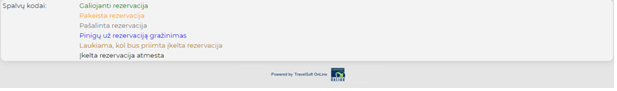 Spalvų kodai:
Galiojanti rezervacija
Pakeista rezervacija
Pašalinta rezervacija
Pinigų už rezervaciją gražinimas
Laukiama, kol bus priimta įkelta rezervacija
Įkelta rezervacija atmesta
Powered by TravelSoft OnLine